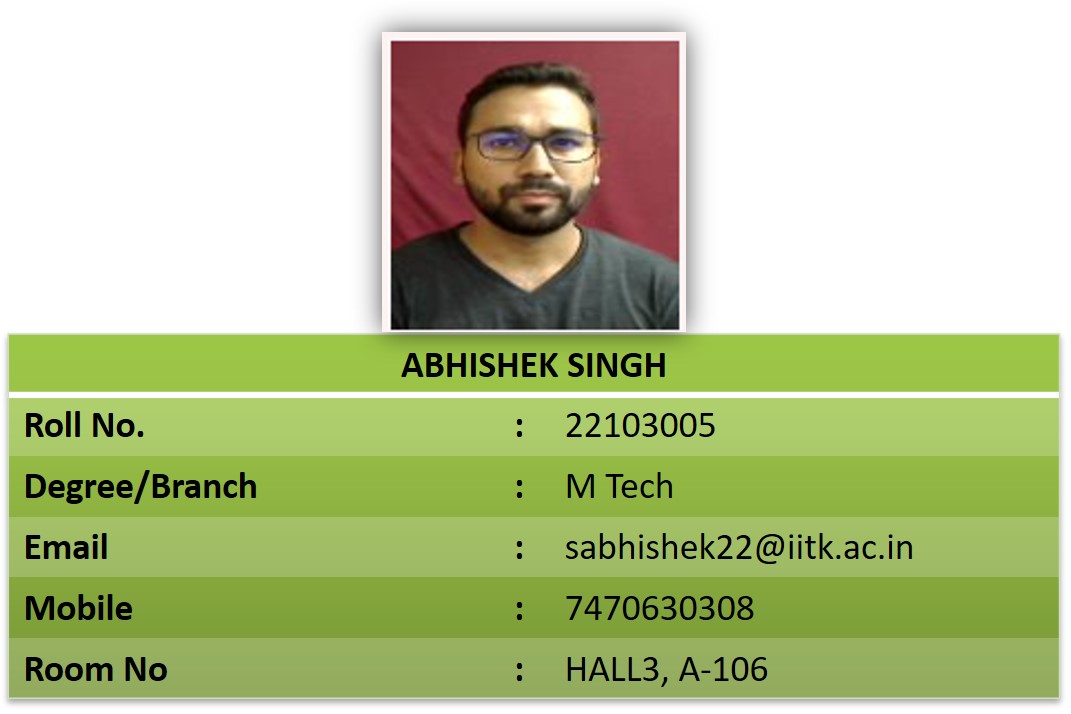 ABHISHEK SINGH
Roll No. : 22103005
Degree/Branch : M Tech
Email : sabhishek22@iitk.ac.in
Mobile : 7470630308
Room No : HALL3, A-106